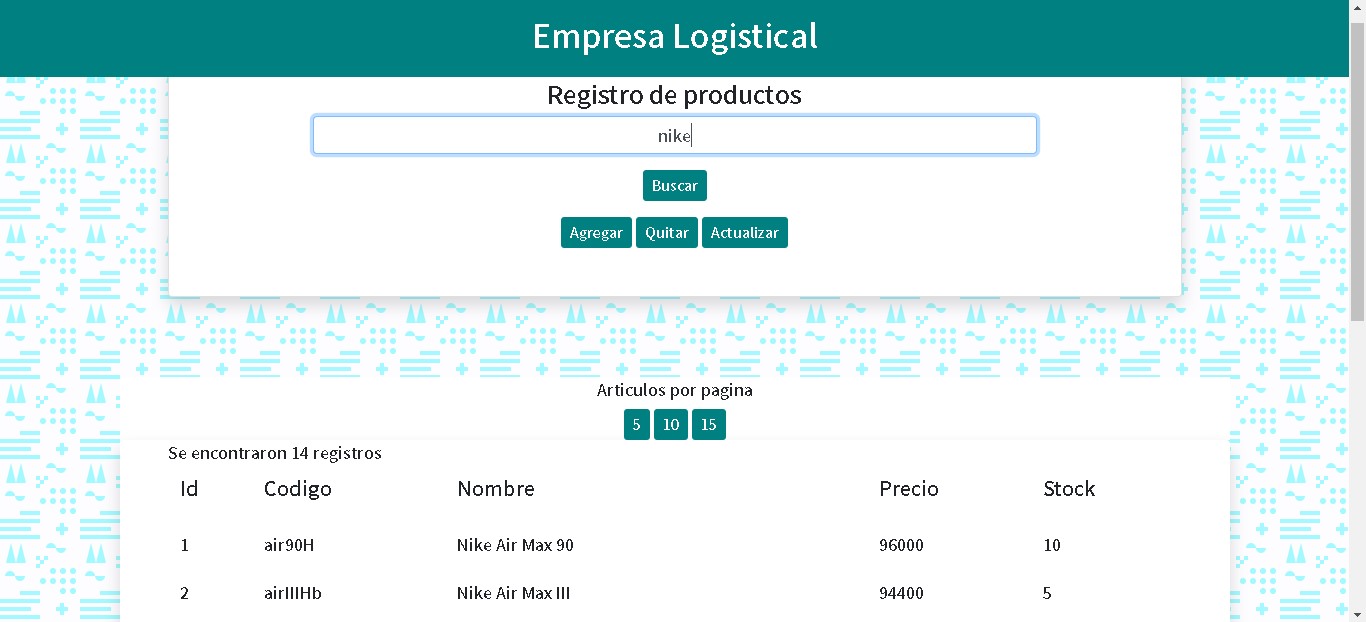 Empresa Logistical
Registro de productos
nike
Buscar
Agregar Quitar Actualizar
Articulos por pagina
5 10 15
Se encontraron 14 registros
Id Codigo Nombre Precio Stock
1 air90H Nike Air Max 90 96000 10
2 airIIIHb Nike Air Max III 94400 5